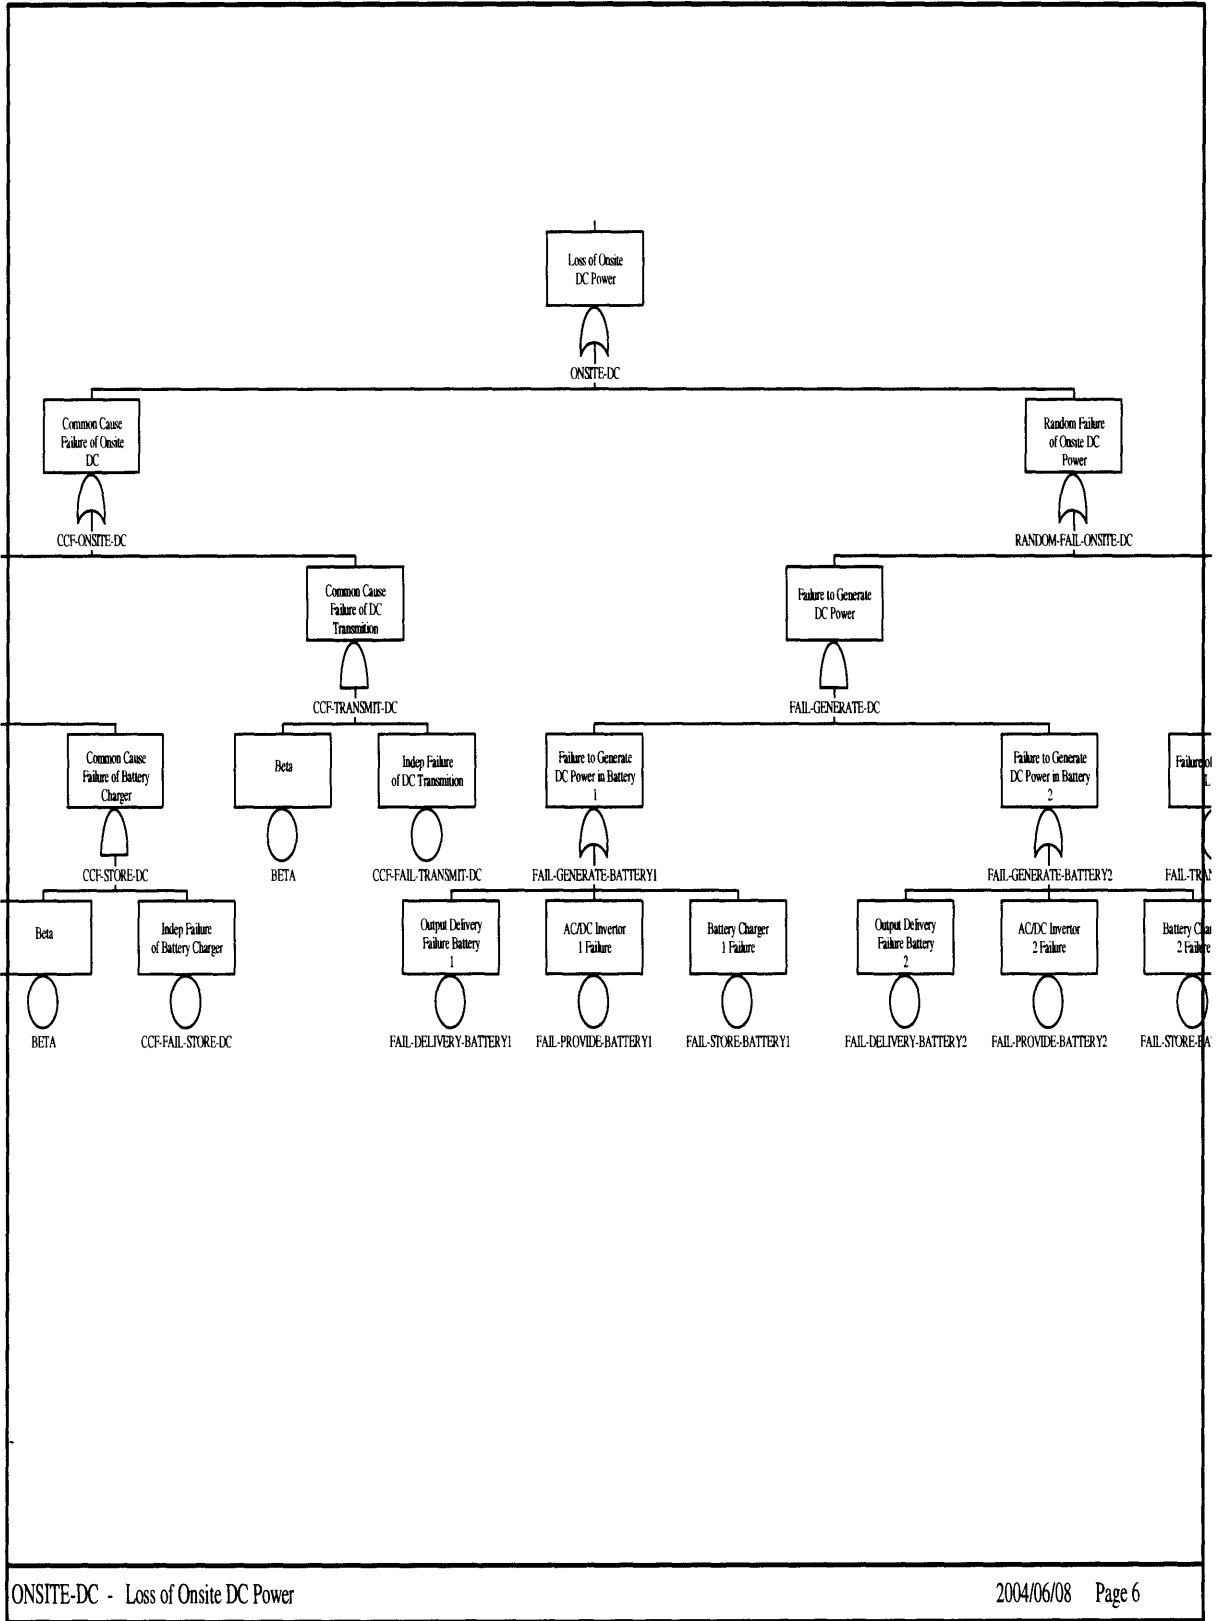 Loss of Onsite
DC Power
ONSITE-DC
Common Cause
Failure of Onsite
DC
CCF-ONSITE-DC
Random Failure
of Onsite DC
Power
RANDOM-FAIL-ONSITE-DC
Common Cause
Failure of DC
Transmition
CCF-TRANSMIT-DC
Failure to Generate
DC Power
FAIL-GENERATE-DC
Common Cause
Failure of Battery
Charger
CCF-STORE-DC
Beta
BETA
Indep Failure
of DC Transmition
CCF-FAIL-TRANSMIT-DC
Failure to Generate
DC Power in Battery
1
FAIL-GENERATE-BATTERY1
Failure to Generate
DC Power in Battery
2
FAIL-GENERATE-BATTERY2
Failure of
Beta
BETA
Indep Failure
of Battery Charger
CCF-FAIL-STORE-DC
Output Delivery
Failure Battery
1
FAIL-DELIVERY-BATTERY1
AC/DC Invertor
1 Failure
FAIL-PROVIDE-BATTERY1
Battery Charger
1 Failure
FAIL-STORE-BATTERY1
Output Delivery
Failure Battery
2
FAIL-DELIVERY-BATTERY2
AC/DC Invertor
2 Failure
FAIL-PROVIDE-BATTERY2
Battery
2 Failure
ONSITE-DC - Loss of Onsite DC Power
2004/06/08 Page 6